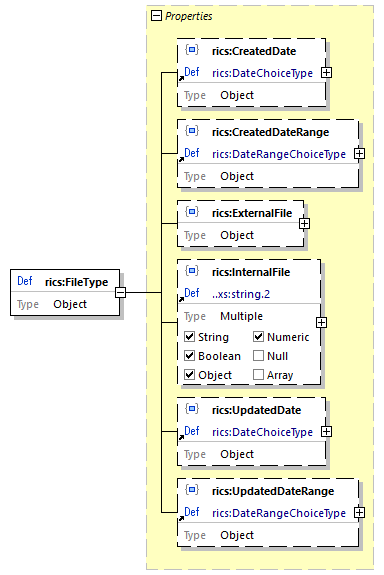 Properties
rics:CreatedDate
Def rics:DateChoiceType
Type Object
rics:CreatedDateRange
Def rics:DateRangeChoiceType
Type Object
rics:ExternalFile
Type Object
Def rics:FileType
Type Object
rics:InternalFile
Def ..xs:string.2
Type Multiple
String Numeric
Boolean Null
Object Array
rics:UpdatedDate
Def rics:DateChoiceType
Type Object
rics:UpdatedDateRange
Def rics:DateRangeChoiceType
Type Object